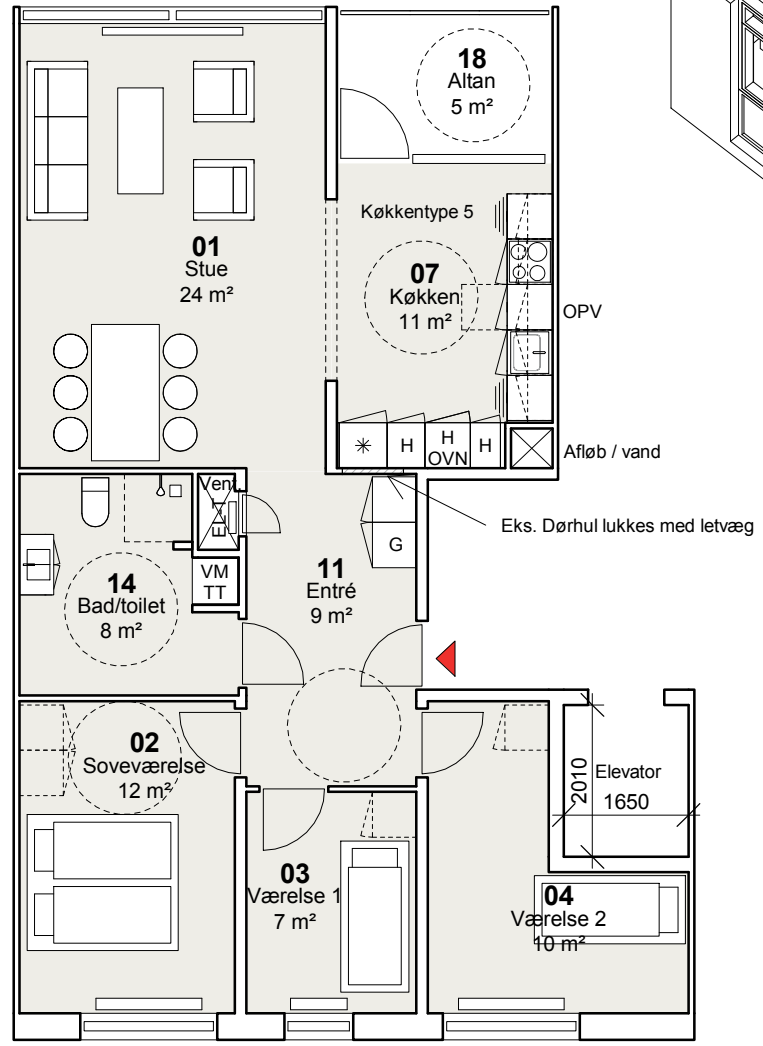 18
Altan
5 m²
Køkkentype 5
01
Stue
24 m²
07
Køkken
11 m²
OPV
H
H
OVN
H
Afløb / vand
Vent.
EL-T
Eks. Dørhul lukkes med letvæg
G
VM
TT
11
Entré
9 m²
14
Bad/toilet
8 m²
02
Soveværelse
12 m²
2010
Elevator
1650
03
Værelse 1
7 m²
04
Værelse 2
10 m²